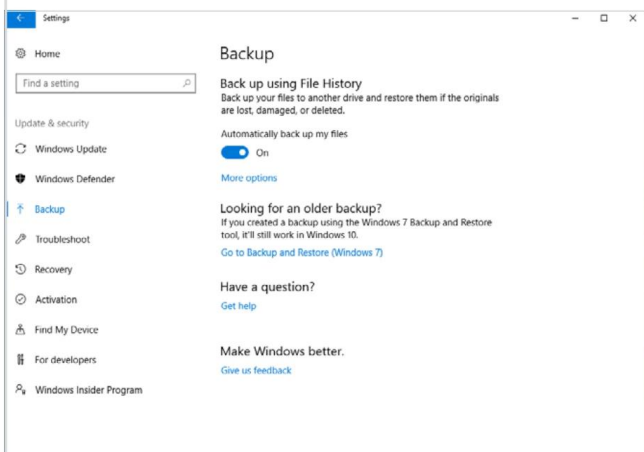 Settings
Home
Find a setting
Update & security
Windows Update
Windows Defender
Backup
Troubleshoot
Recovery
Activation
Find My Device
For developers
Windows Insider Program
Backup
Back up using File History
Back up your files to another drive and restore them if the originals
are lost, damaged, or deleted.
Automatically back up my files
On
More options
Looking for an older backup?
If you created a backup using the Windows 7 Backup and Restore
tool, it'll still work in Windows 10.
Go to Backup and Restore (Windows 7)
Have a question?
Get help
Make Windows better.
Give us feedback